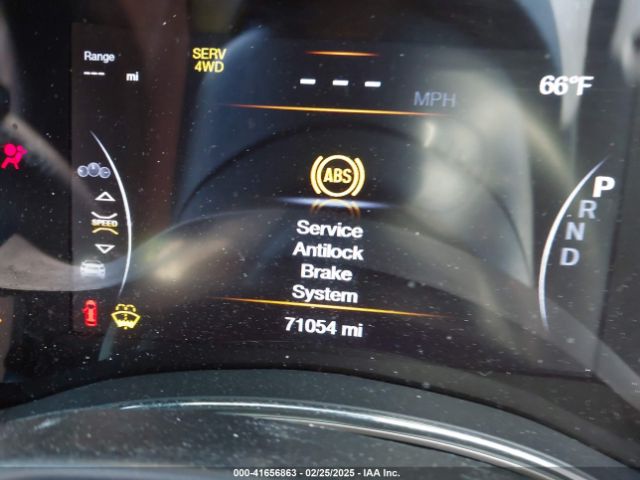 Range
--- mi
SERV
4WD
- - -
MPH
66°F
ABS
Service
Antilock
Brake
System
71054 mi
SPEED
P
R
N
D
000-41656863 / 02/25/2025 / IAA Inc.